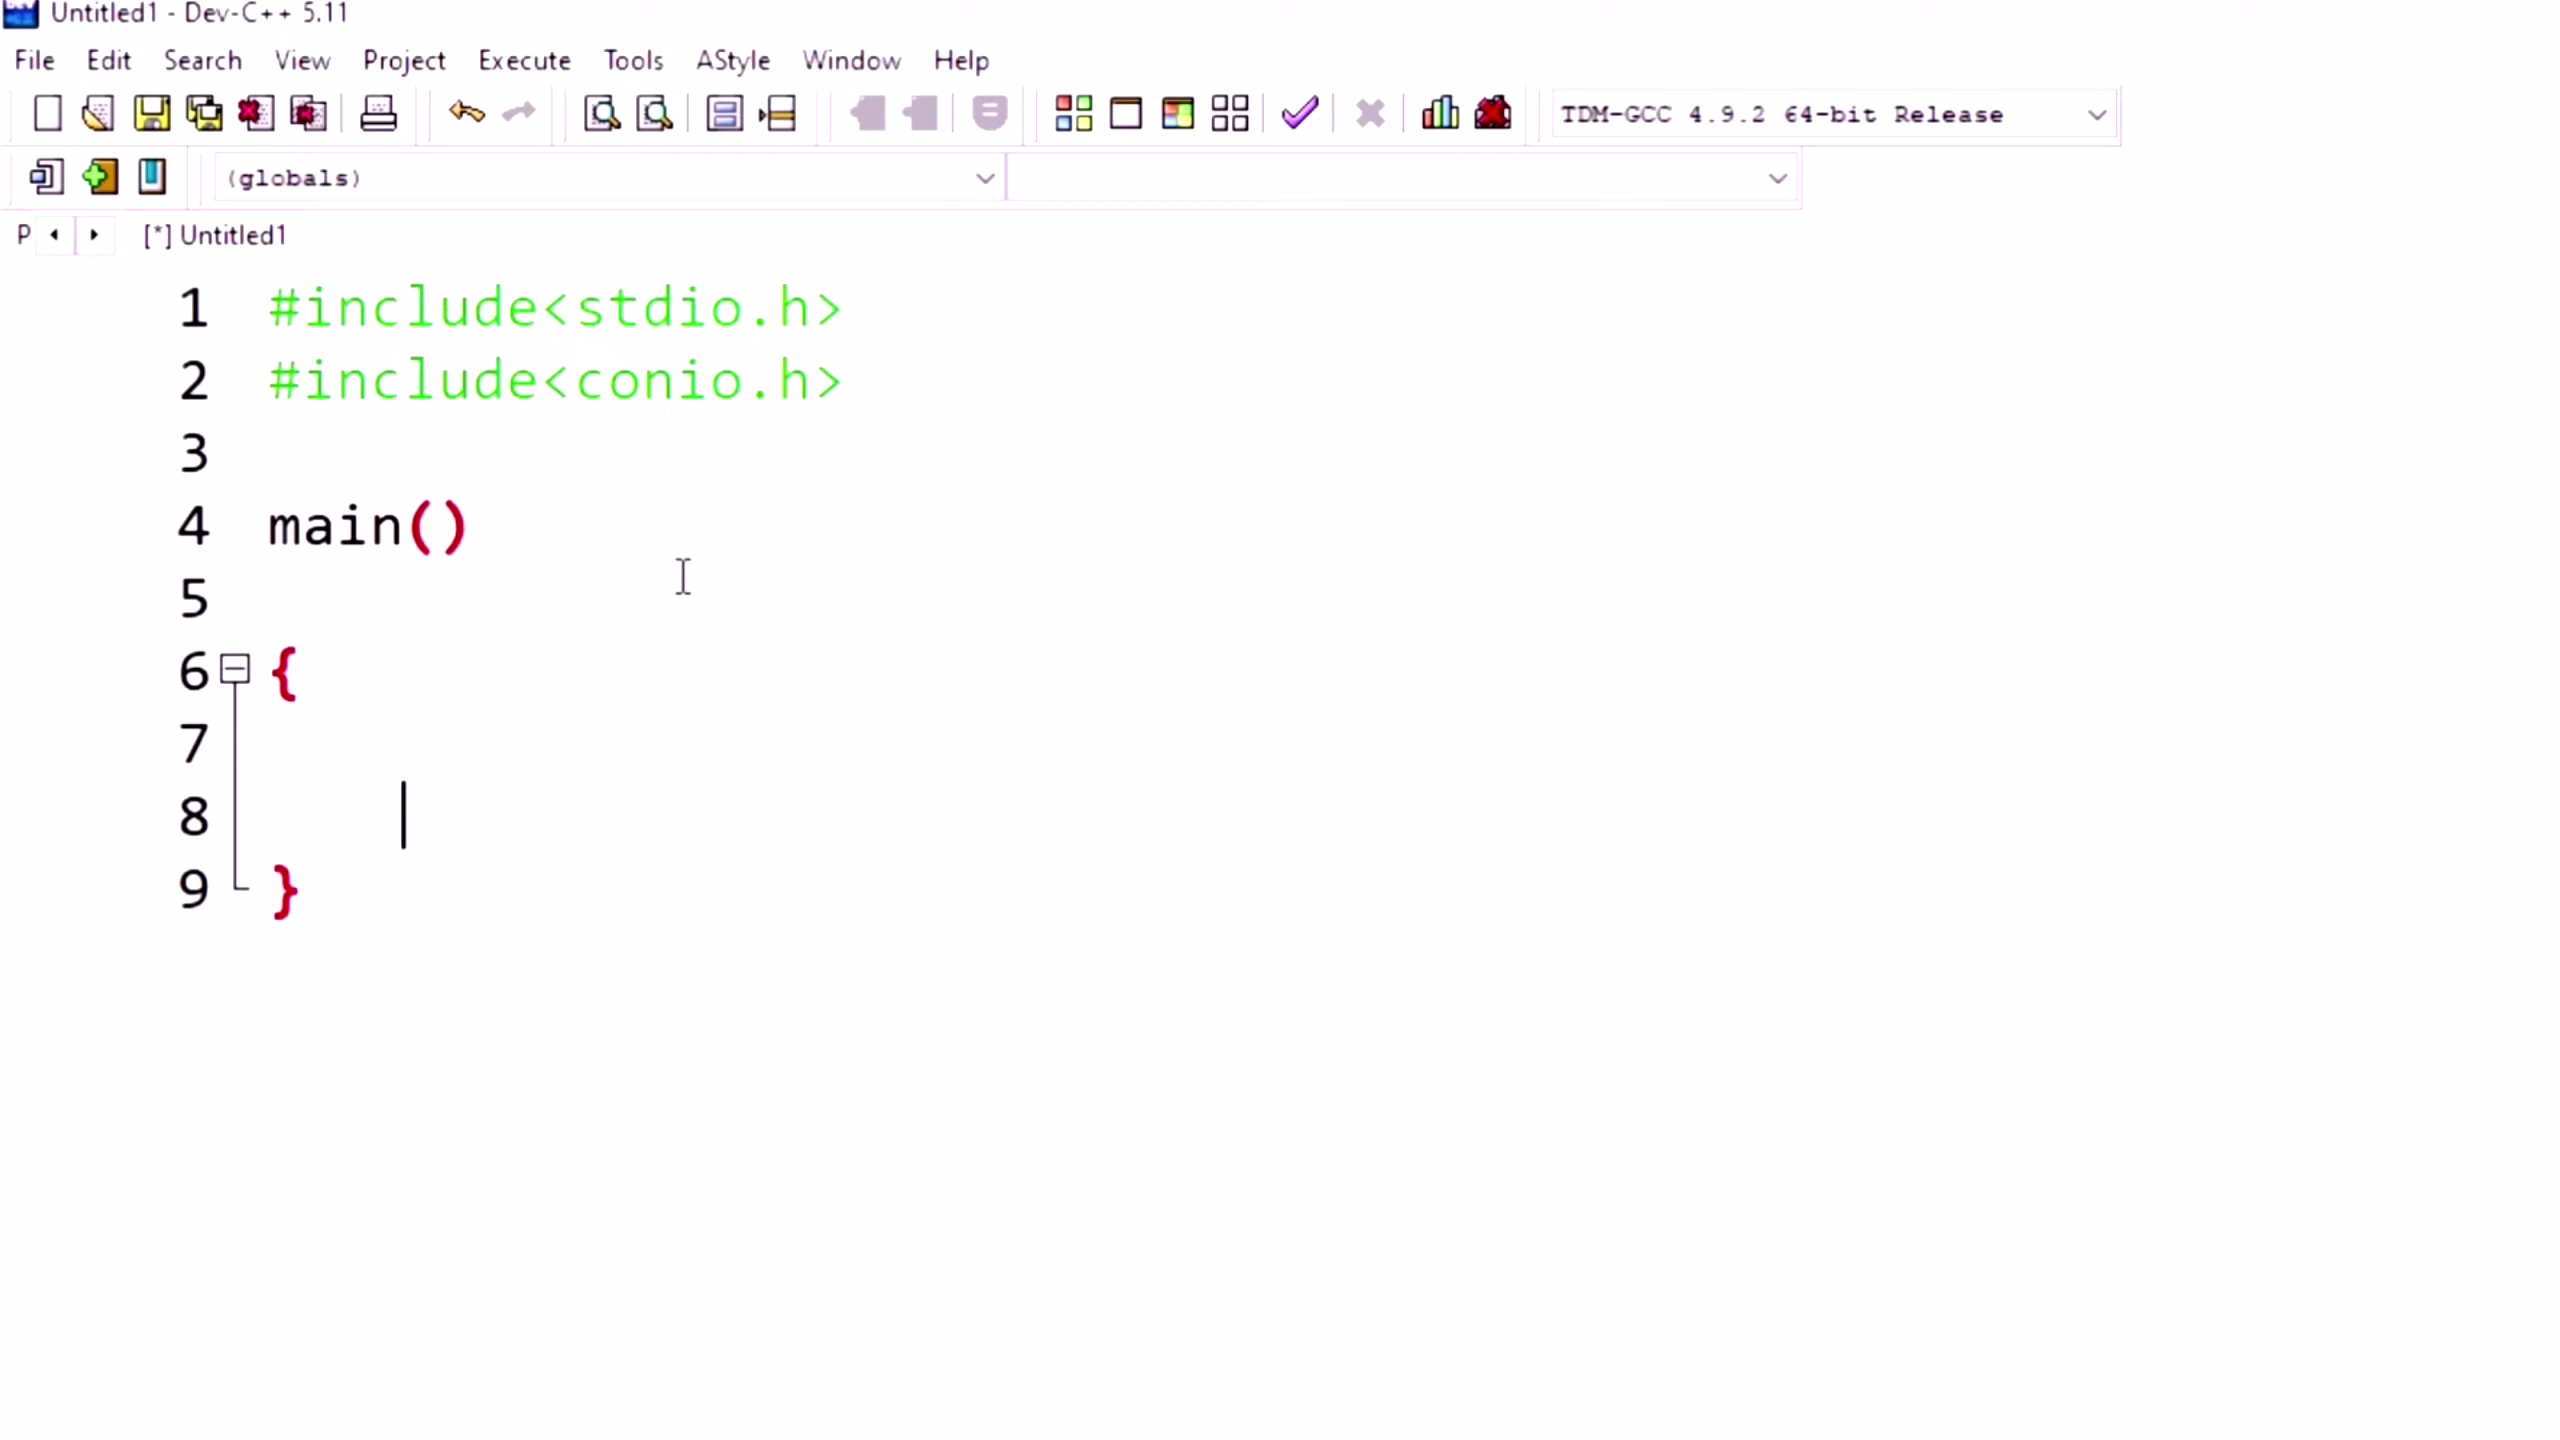 Untitled1 - Dev-C++ 5.11
File Edit Search View Project Execute Tools AStyle Window Help
TDM-GCC 4.9.2 64-bit Release
(globals)
P [*] Untitled1
1 #include<stdio.h>
2 #include<conio.h>
3
4 main()
5
6 {
7
8
9 }